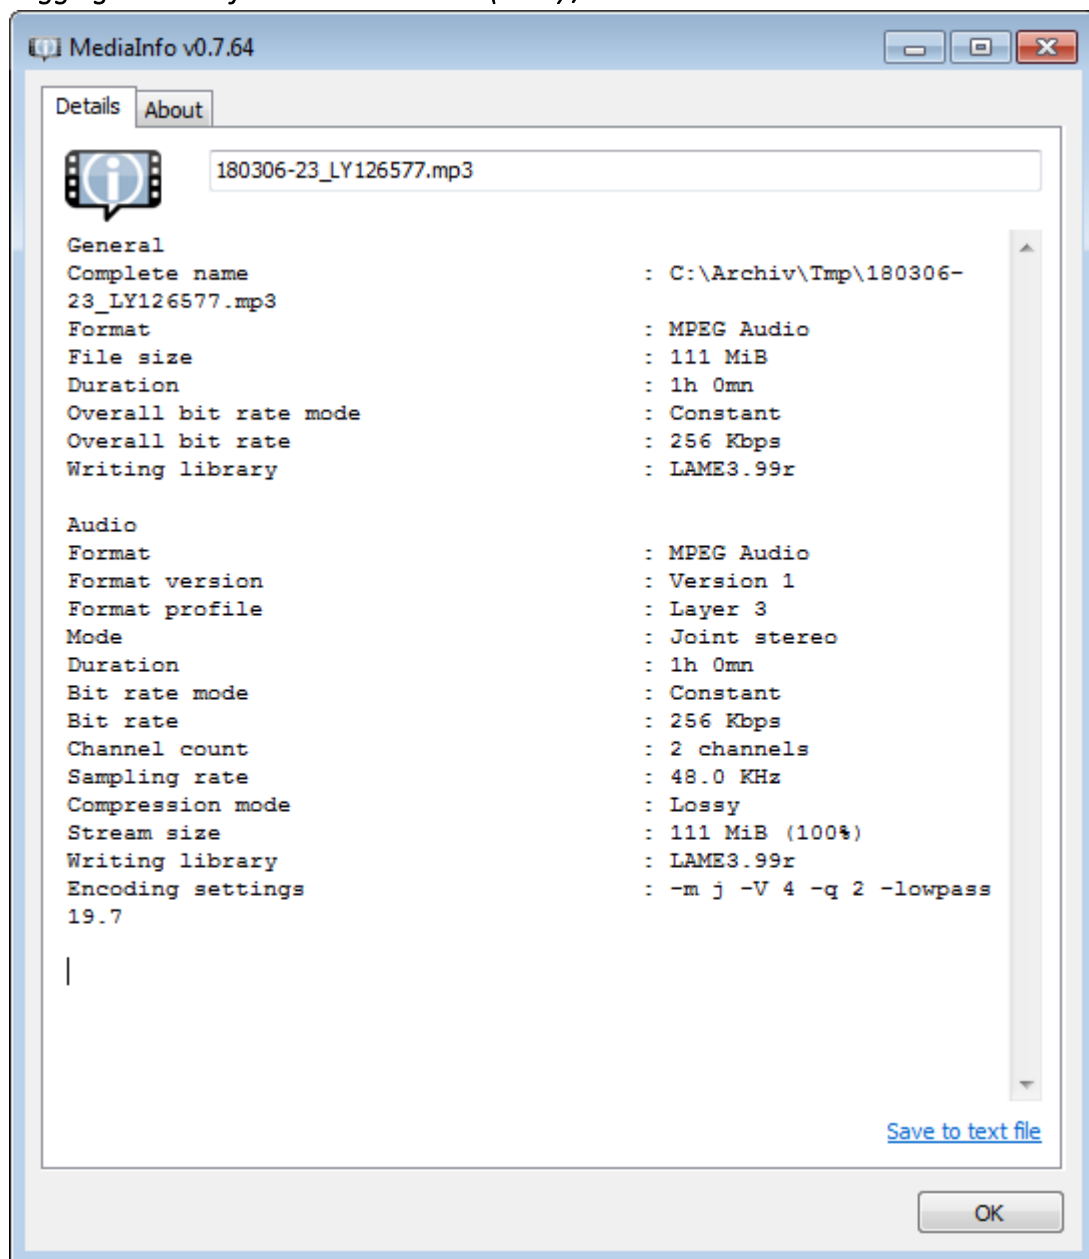 MediaInfo v0.7.64
Details About
180306-23_LY126577.mp3
General
Complete name : C:\Archiv\Tmp\180306-
23_LY126577.mp3
Format : MPEG Audio
File size : 111 MiB
Duration : 1h 0mn
Overall bit rate mode : Constant
Overall bit rate : 256 Kbps
Writing library : LAME3.99r
Audio
Format : MPEG Audio
Format version : Version 1
Format profile : Layer 3
Mode : Joint stereo
Duration : 1h 0mn
Bit rate mode : Constant
Bit rate : 256 Kbps
Channel count : 2 channels
Sampling rate : 48.0 KHz
Compression mode : Lossy
Stream size : 111 MiB (100%)
Writing library : LAME3.99r
Encoding settings : -m j -V 4 -q 2 -lowpass
19.7
Save to text file
OK